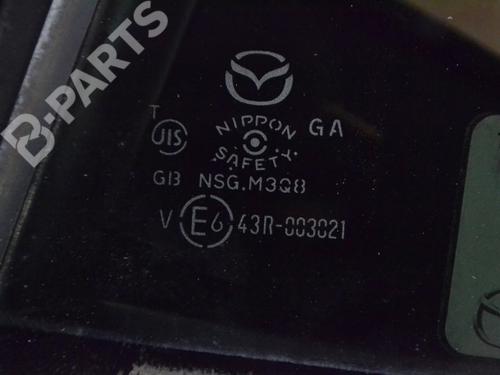 B-PARTS
T
JIS
NIPPON
SAFETY
GA
GB NSG.M3Q8
V E6 43R-003021